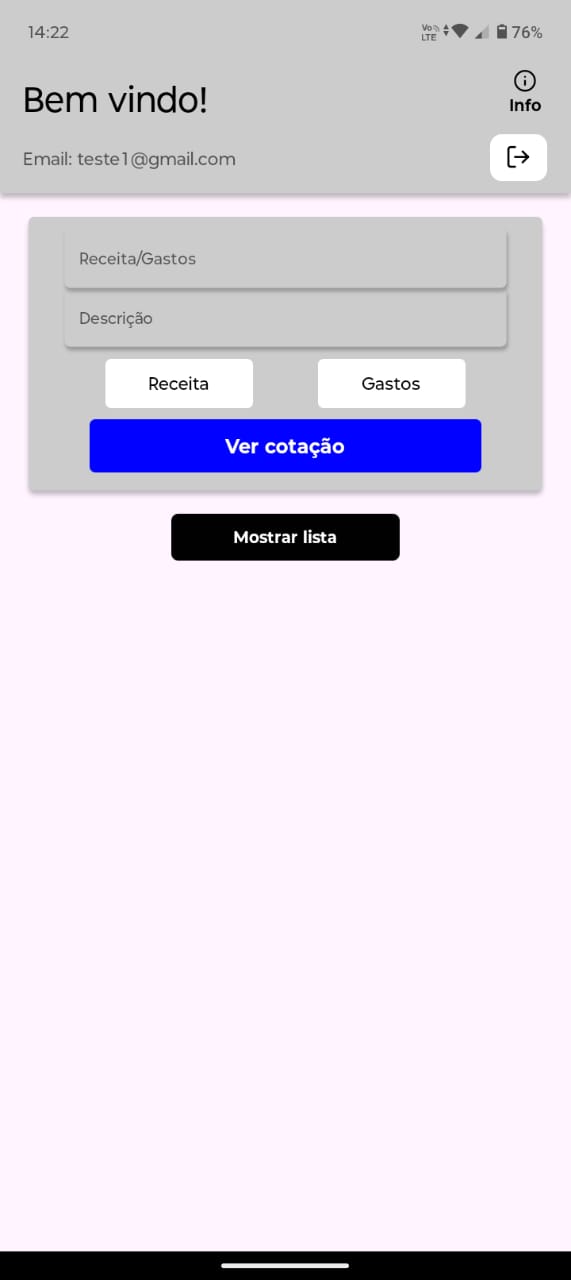 14:22
Vo LTE 76%
Bem vindo!
Info
Email: teste1@gmail.com
Receita/Gastos
Descrição
Receita Gastos
Ver cotação
Mostrar lista